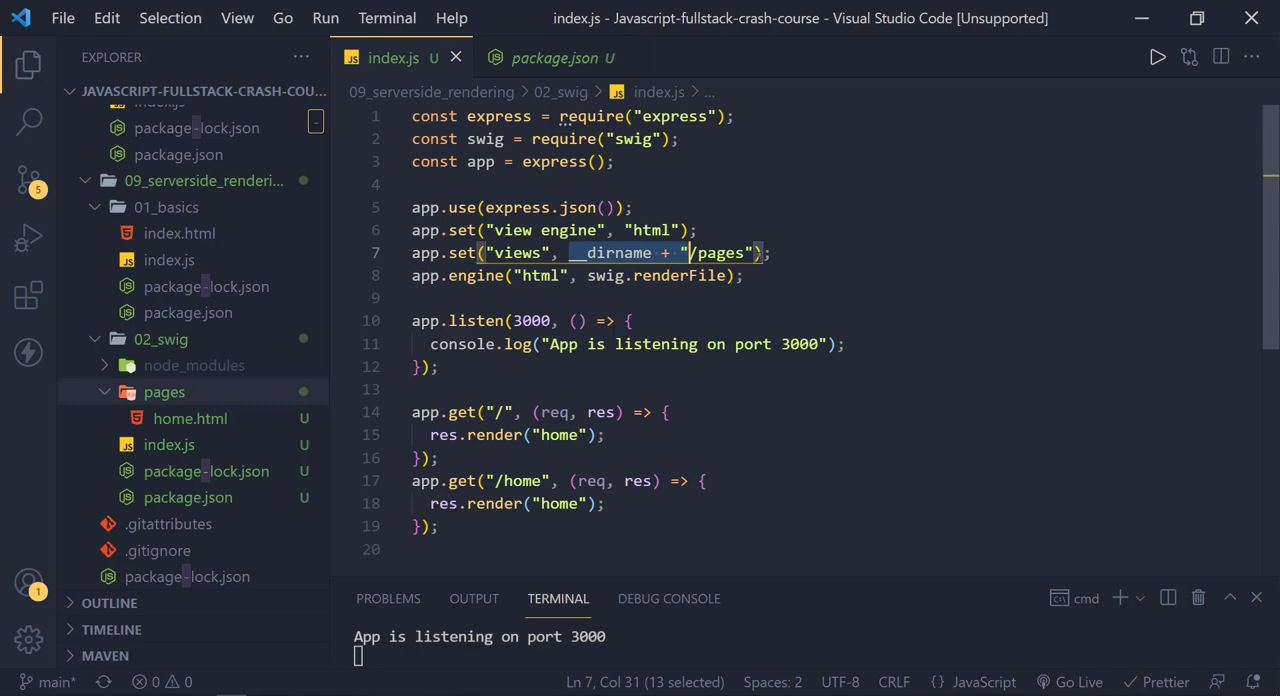 File Edit Selection View Go Run Terminal Help index.js - Javascript-fullstack-crash-course - Visual Studio Code [Unsupported]
EXPLORER ···
JAVASCRIPT-FULLSTACK-CRASH-COU...
index.js
package-lock.json
package.json
09_serverside_renderi...
01_basics
index.html
index.js
package-lock.json
package.json
02_swig
node_modules
pages
home.html U
index.js U
package-lock.json U
package.json U
.gitattributes
.gitignore
package-lock.json
OUTLINE
TIMELINE
MAVEN
5
1
JS index.js U
package.json U
09_serverside_rendering > 02_swig > JS index.js > ...
1 const express = require("express");
2 const swig = require("swig");
3 const app = express();
4
5 app.use(express.json());
6 app.set("view engine", "html");
7 app.set("views", __dirname + "/pages");
8 app.engine("html", swig.renderFile);
9
10 app.listen(3000, () => {
11 console.log("App is listening on port 3000");
12 });
13
14 app.get("/", (req, res) => {
15 res.render("home");
16 });
17 app.get("/home", (req, res) => {
18 res.render("home");
19 });
20
PROBLEMS OUTPUT TERMINAL DEBUG CONSOLE cmd
App is listening on port 3000
main* 0 0 Ln 7, Col 31 (13 selected) Spaces: 2 UTF-8 CRLF {} JavaScript Go Live Prettier